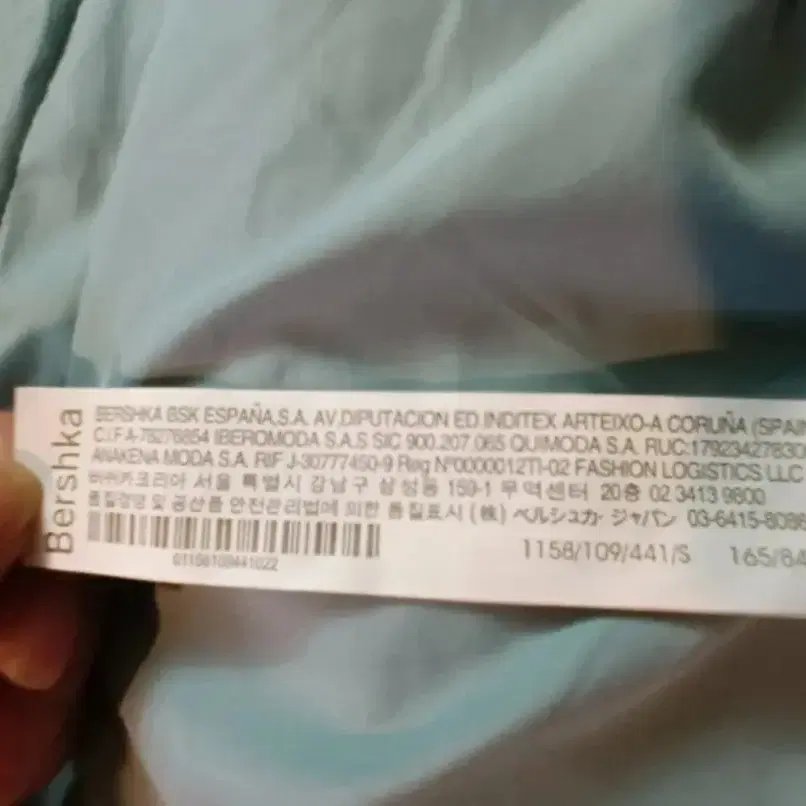 Bershka
BERSHKA BSK ESPAÑA,S.A. AV.DIPUTACION ED.INDITEX ARTEIXO-A CORUÑA (SPAIN
C.I.F A-78276854 IBEROMODA S.A.S SIC 900.207.065 QUIMODA S.A. RUC:1792342783001
ANAKENA MODA S.A. RIF J-30777450-9 Reg Nº0000012TI-02 FASHION LOGISTICS LLC
버쉬카코리아 서울 특별시 강남구 삼성동 159-1 무역센터 20층 02 3413 9800
품질경영 및 공산품 안전관리법에 의한 품질표시 (株) ベルシュカ・ジャパン 03-6415-808
01158109441022
1158/109/441/S 165/84